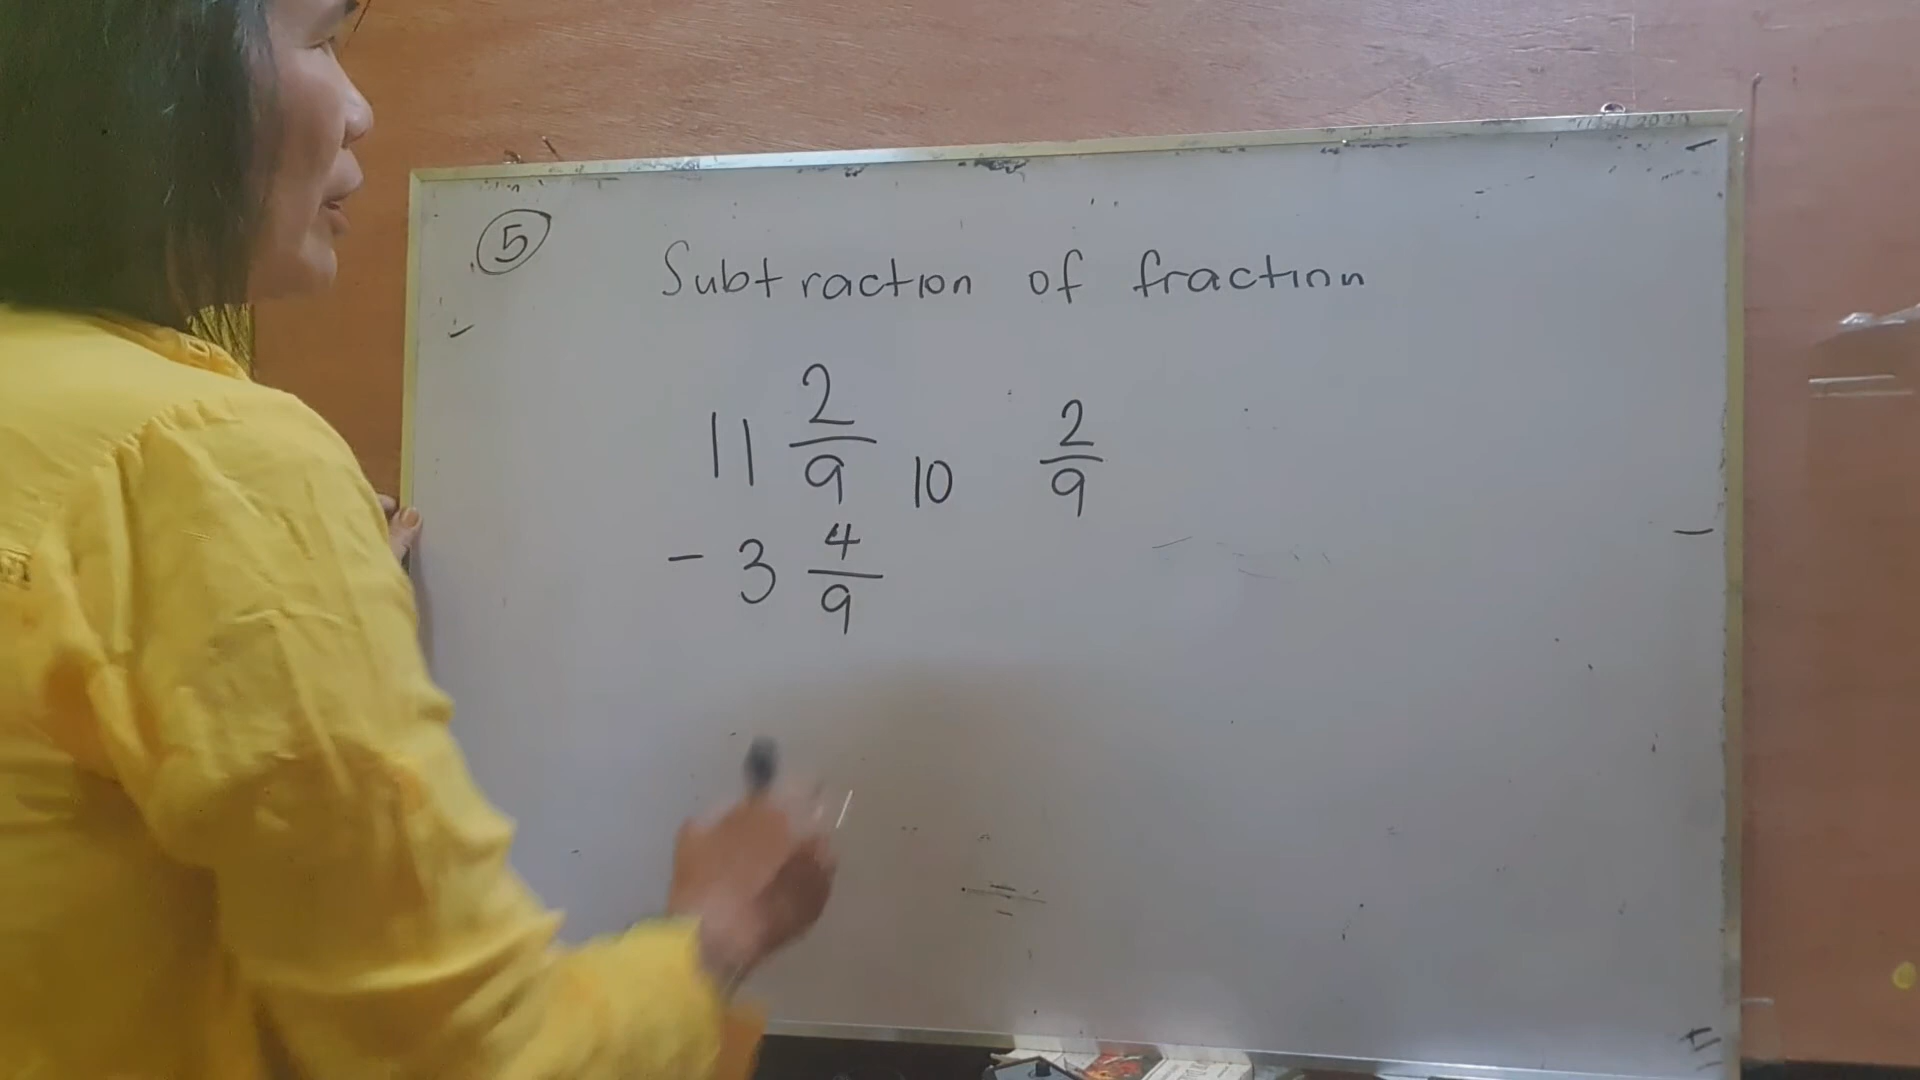 5
Subtraction of fraction
11 2/9 10 2/9
- 3 4/9